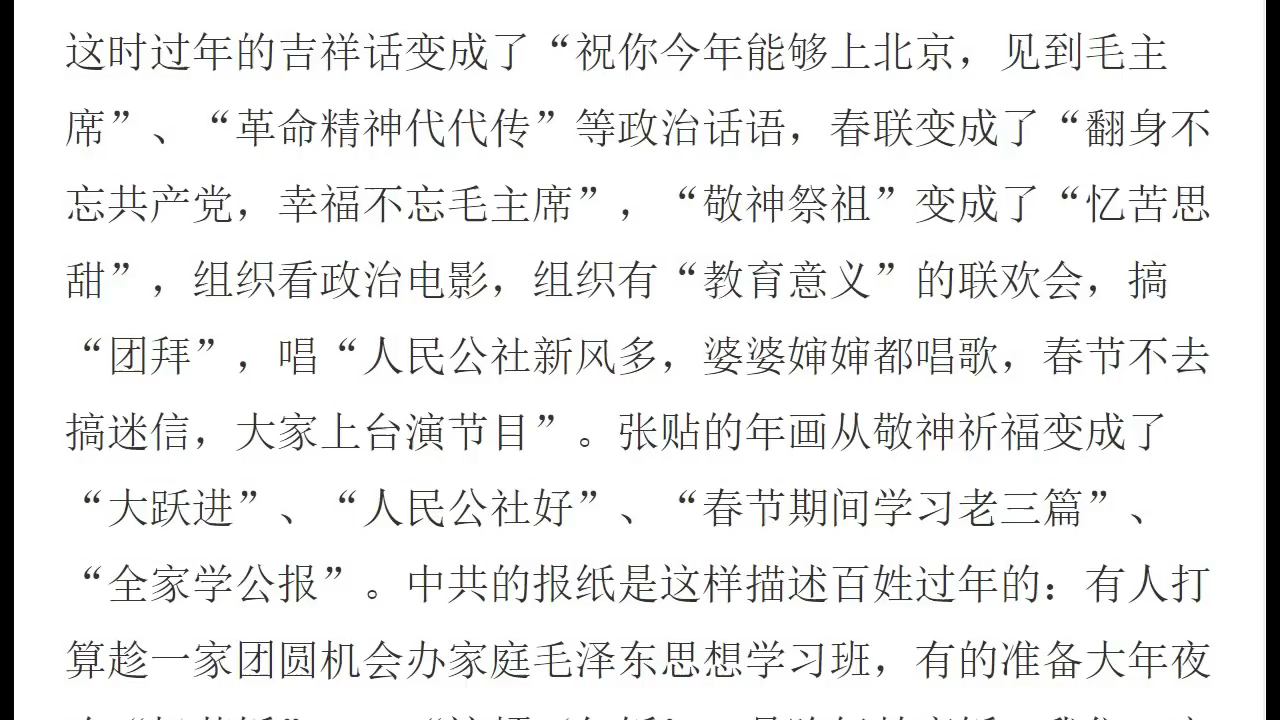 这时过年的吉祥话变成了“祝你今年能够上北京，见到毛主
席”、“革命精神代代传”等政治话语，春联变成了“翻身不
忘共产党，幸福不忘毛主席”，“敬神祭祖”变成了“忆苦思
甜”，组织看政治电影，组织有“教育意义”的联欢会，搞
“团拜”，唱“人民公社新风多，婆婆婶婶都唱歌，春节不去
搞迷信，大家上台演节目”。张贴的年画从敬神祈福变成了
“大跃进”、“人民公社好”、“春节期间学习老三篇”、
“全家学公报”。中共的报纸是这样描述百姓过年的：有人打
算趁一家团圆机会办家庭毛泽东思想学习班，有的准备大年夜